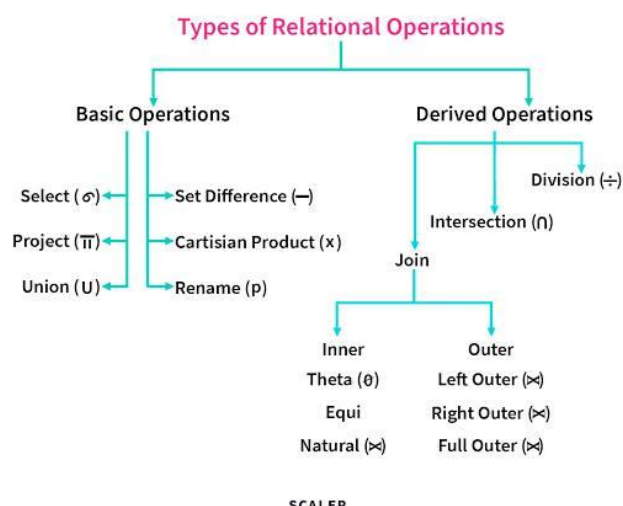 Types of Relational Operations
Basic Operations
Select (σ)
Project (π)
Union (∪)
Set Difference (−)
Cartisian Product (x)
Rename (p)
Derived Operations
Division (÷)
Intersection (∩)
Join
Inner
Theta (θ)
Equi
Natural (⋈)
Outer
Left Outer (⋈)
Right Outer (⋈)
Full Outer (⋈)
SCALER